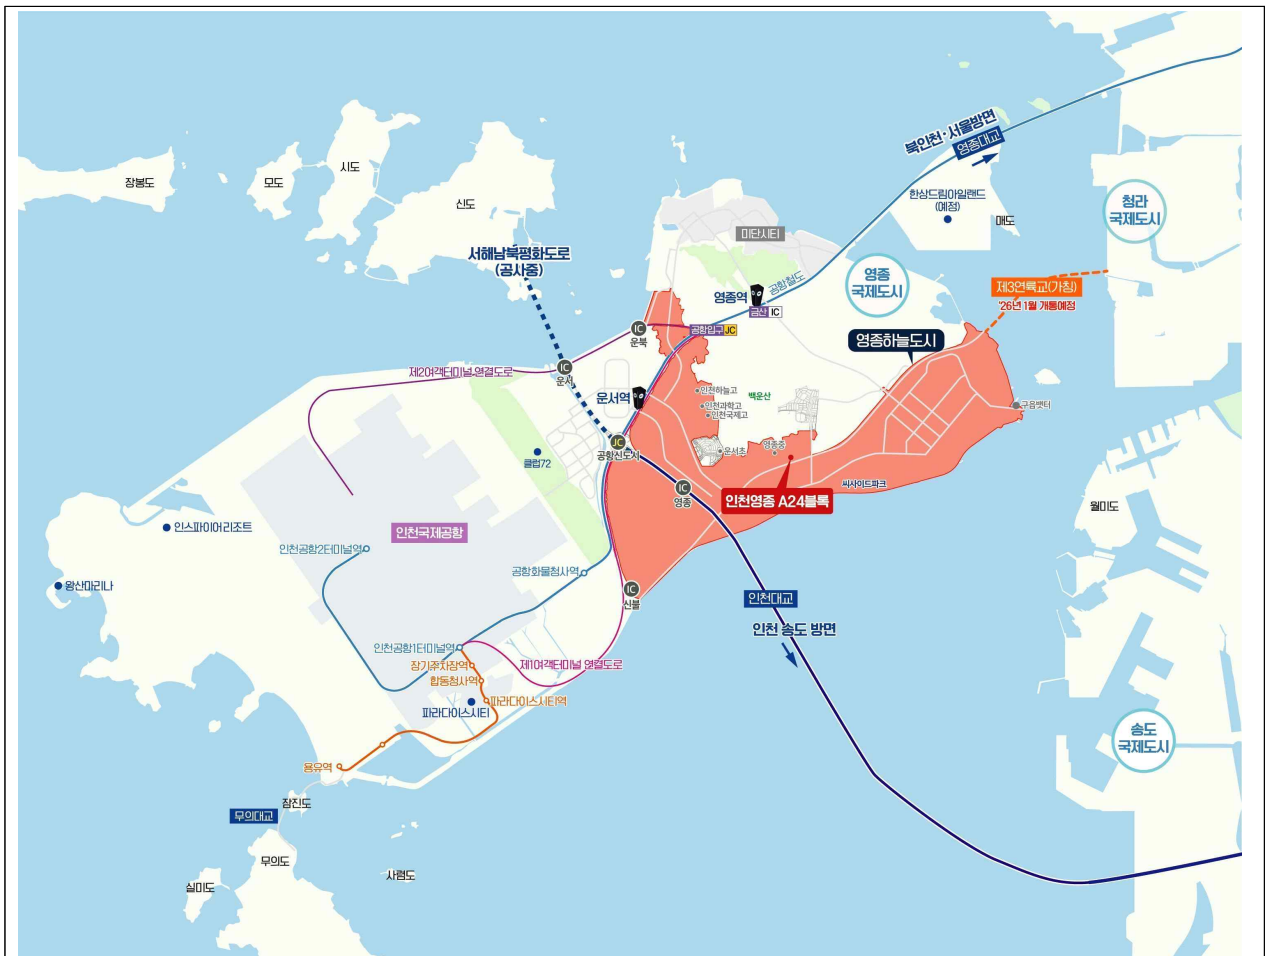 북인천·서울방면
영종대교
장봉도
모도
시도
신도
한상드림아일랜드
(예정)
매도
청라
국제도시
미단시티
서해남북평화도로
(공사중)
영종
국제도시
공항철도
영종역
금산 IC
제3연륙교(가칭)
'26년 1월 개통예정
IC
운북
공항입구 JC
영종하늘도시
IC
운서
제2여객터미널 연결도로
운서역
인천하늘고
백운산
인천과학고
인천국제고
구읍뱃터
JC
공항신도시
운서초
영종중
클럽72
씨사이드파크
IC
영종
인천영종 A24블록
월미도
인스파이어리조트
인천국제공항
인천공항2터미널역
공항화물청사역
왕산마리나
IC
신불
인천대교
인천 송도 방면
인천공항1터미널역
장기주차장역
제1여객터미널 연결도로
합동청사역
파라다이스시티역
파라다이스시티
송도
국제도시
용유역
잠진도
무의대교
무의도
실미도
사렴도